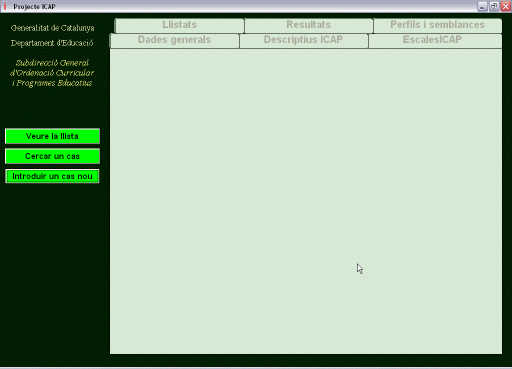 Projecte ICAP
Generalitat de Catalunya
Departament d'Educació
Subdirecció General
d'Ordenació Curricular
i Programes Educatius
Veure la llista
Cercar un cas
Introduir un cas nou
Llistats
Resultats
Perfils i semblances
Dades generals
Descriptius ICAP
EscalesICAP